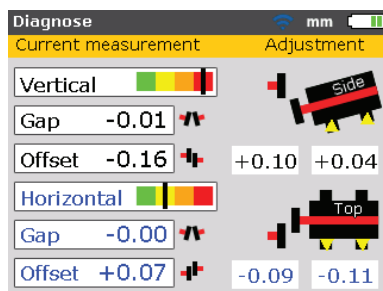 Diagnose mm
Current measurement Adjustment
Vertical Side
Gap -0.01
Offset -0.16 +0.10 +0.04
Horizontal Top
Gap -0.00
Offset +0.07 -0.09 -0.11